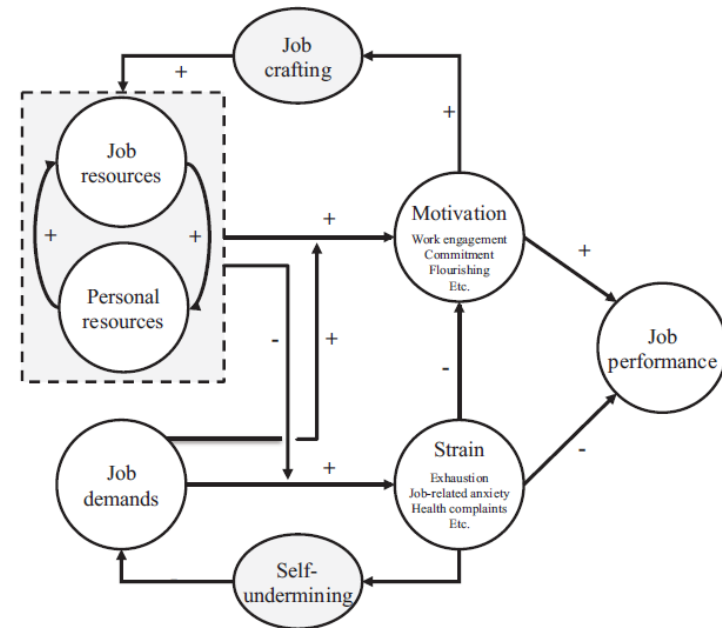 Job
crafting
+
+
Job
resources
+
+
Personal
resources
+
-
+
Motivation
Work engagement
Commitment
Flourishing
Etc.
+
Job
performance
-
-
Job
demands
+
Strain
Exhaustion
Job-related anxiety
Health complaints
Etc.
Self-
undermining